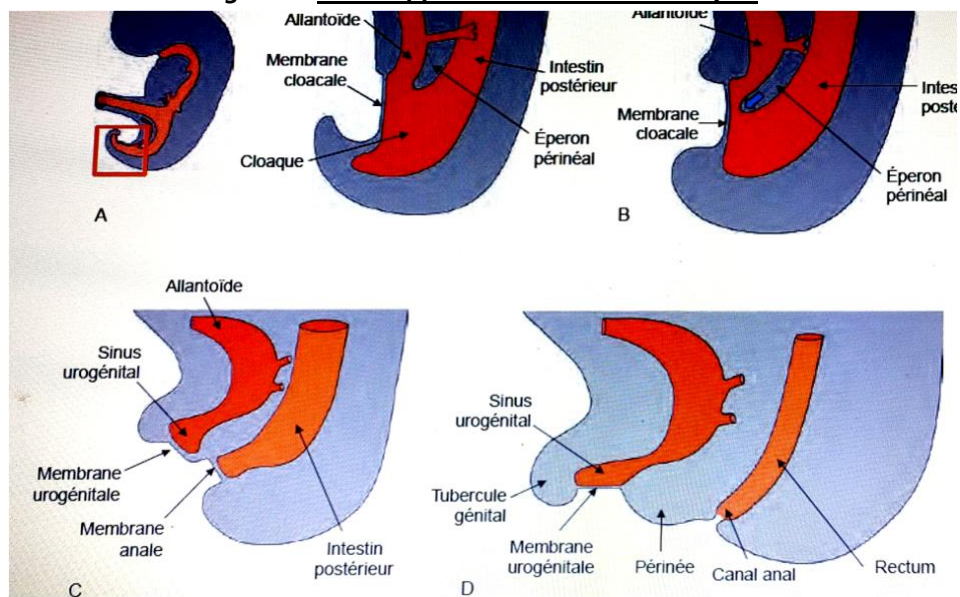 Allantoïde
Membrane
cloacale
Intestin
postérieur
Éperon
périnéal
Cloaque
A
Allantoïde
Membrane
cloacale
Éperon
périnéal
B
Allantoïde
Sinus
urogénital
Membrane
urogénitale
Membrane
anale
Intestin
postérieur
C
Sinus
urogénital
Tubercule
génital
Membrane
urogénitale
Périnée
Canal anal
Rectum
D